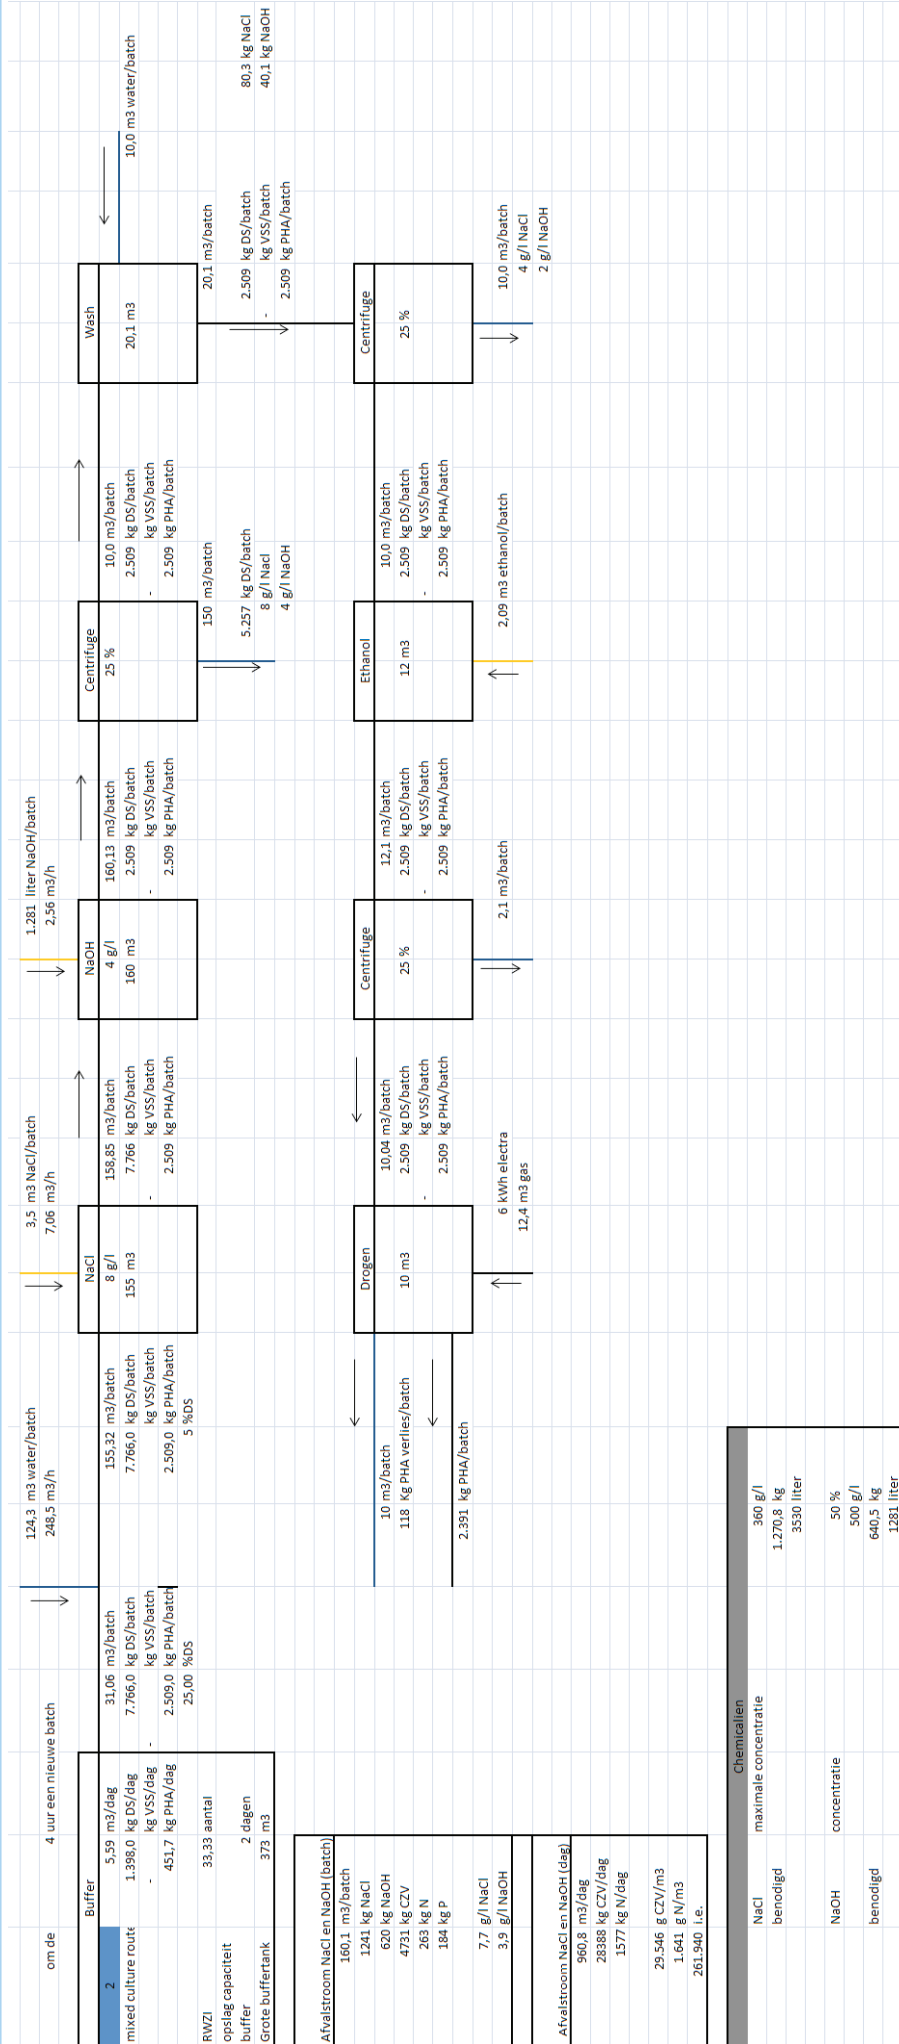 om de 4 uur een nieuwe batch
124,3 m3 water/batch
248,5 m3/h
3,5 m3 NaCl/batch
7,06 m3/h
1.281 liter NaOH/batch
2,56 m3/h
2
mixed culture route
Buffer
5,59 m3/dag
1.398,0 kg DS/dag
- kg VSS/dag
451,7 kg PHA/dag
RWZI 33,33 aantal
opslag capaciteit
buffer 2 dagen
Grote buffertank 373 m3
31,06 m3/batch
7.766,0 kg DS/batch
- kg VSS/batch
2.509,0 kg PHA/batch
25,00 %DS
155,32 m3/batch
7.766,0 kg DS/batch
kg VSS/batch
2.509,0 kg PHA/batch
5 %DS
NaCl
8 g/l
155 m3
158,85 m3/batch
7.766 kg DS/batch
- kg VSS/batch
2.509 kg PHA/batch
NaOH
4 g/l
160 m3
160,13 m3/batch
2.509 kg DS/batch
- kg VSS/batch
2.509 kg PHA/batch
Centrifuge
25 %
150 m3/batch
5.257 kg DS/batch
8 g/l Nacl
4 g/l NaOH
10,0 m3/batch
2.509 kg DS/batch
- kg VSS/batch
2.509 kg PHA/batch
Wash
20,1 m3
10,0 m3 water/batch
20,1 m3/batch
2.509 kg DS/batch
- kg VSS/batch
2.509 kg PHA/batch
80,3 kg NaCl
40,1 kg NaOH
Centrifuge
25 %
10,0 m3/batch
4 g/l NaCl
2 g/l NaOH
10,0 m3/batch
2.509 kg DS/batch
- kg VSS/batch
2.509 kg PHA/batch
Ethanol
12 m3
2,09 m3 ethanol/batch
12,1 m3/batch
2.509 kg DS/batch
- kg VSS/batch
2.509 kg PHA/batch
Centrifuge
25 %
2,1 m3/batch
10,04 m3/batch
2.509 kg DS/batch
- kg VSS/batch
2.509 kg PHA/batch
Drogen
10 m3
6 kWh electra
12,4 m3 gas
10 m3/batch
118 Kg PHA verlies/batch
2.391 kg PHA/batch
Afvalstroom NaCl en NaOH (batch)
160,1 m3/batch
1241 kg NaCl
620 kg NaOH
4731 kg CZV
263 kg N
184 kg P
7,7 g/l NaCl
3,9 g/l NaOH
Afvalstroom NaCl en NaOH (dag)
960,8 m3/dag
28388 kg CZV/dag
1577 kg N/dag
29.546 g CZV/m3
1.641 g N/m3
261.940 i.e.
Chemicalien
NaCl maximale concentratie 360 g/l
benodigd 1.270,8 kg
3530 liter
NaOH concentratie 50 %
500 g/l
benodigd 640,5 kg
1281 liter